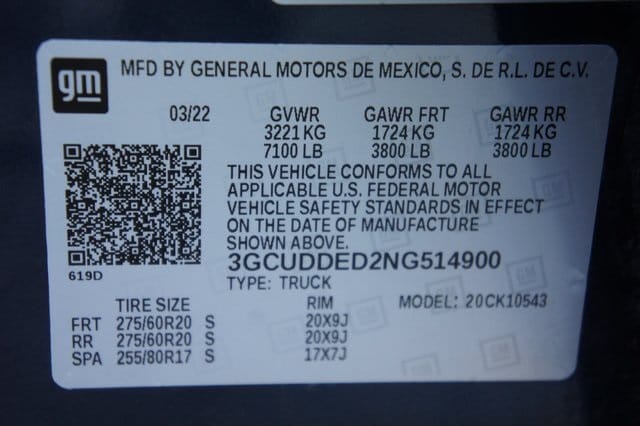 gm MFD BY GENERAL MOTORS DE MEXICO, S. DE R.L. DE C.V.
03/22 GVWR GAWR FRT GAWR RR
3221 KG 1724 KG 1724 KG
7100 LB 3800 LB 3800 LB
THIS VEHICLE CONFORMS TO ALL
APPLICABLE U.S. FEDERAL MOTOR
VEHICLE SAFETY STANDARDS IN EFFECT
ON THE DATE OF MANUFACTURE
SHOWN ABOVE.
619D
3GCUDDED2NG514900
TYPE: TRUCK
MODEL: 20CK10543
TIRE SIZE RIM
FRT 275/60R20 S 20X9J
RR 275/60R20 S 20X9J
SPA 255/80R17 S 17X7J